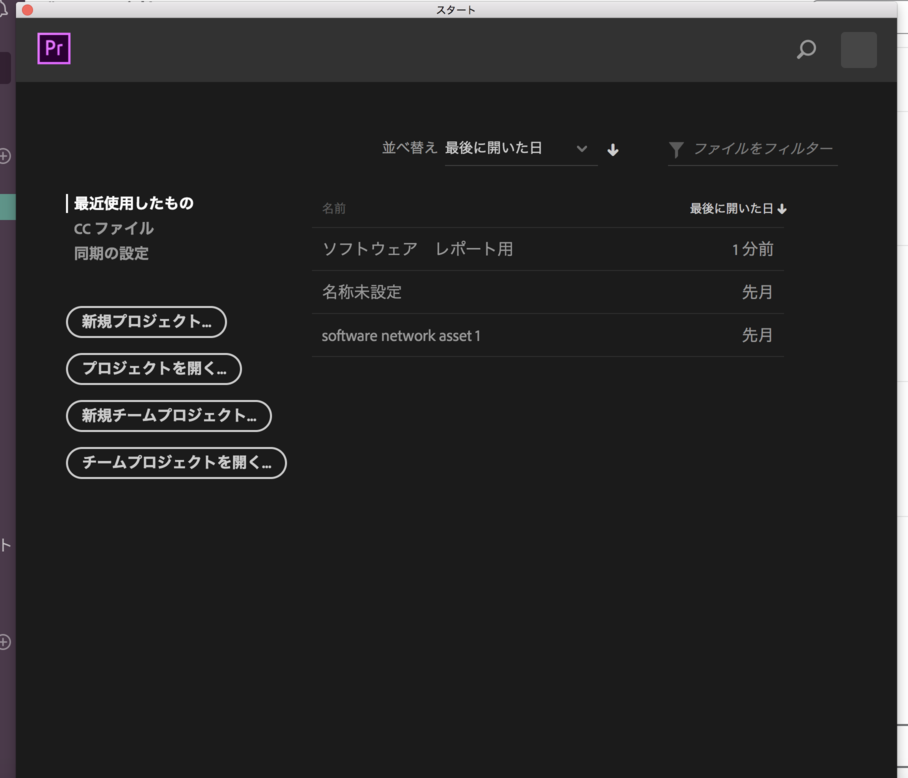 スタート
Pr
並べ替え 最後に開いた日 ファイルをフィルター
最近使用したもの
CC ファイル
同期の設定
新規プロジェクト...
プロジェクトを開く...
新規チームプロジェクト...
チームプロジェクトを開く...
名前 最後に開いた日
ソフトウェア　レポート用 1 分前
名称未設定 先月
software network asset 1 先月
ト